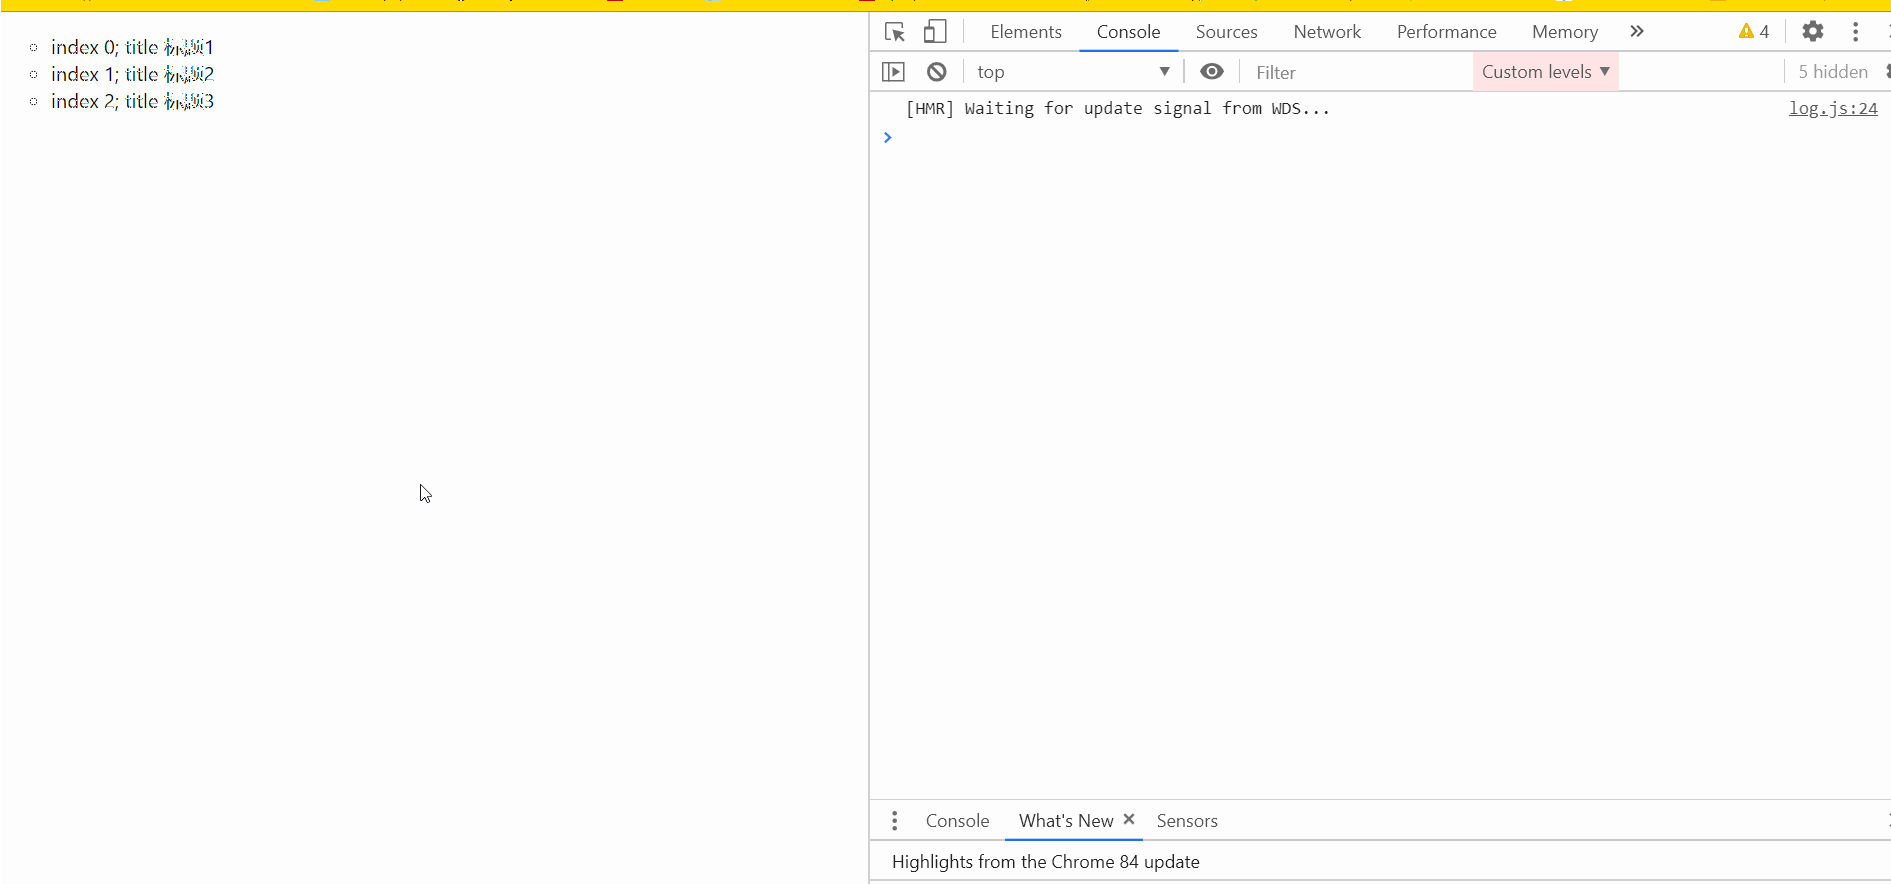 index 0; title 标题1
index 1; title 标题2
index 2; title 标题3
Elements Console Sources Network Performance Memory » 4
top Filter Custom levels 5 hidden
[HMR] Waiting for update signal from WDS... log.js:24
Console What's New × Sensors
Highlights from the Chrome 84 update